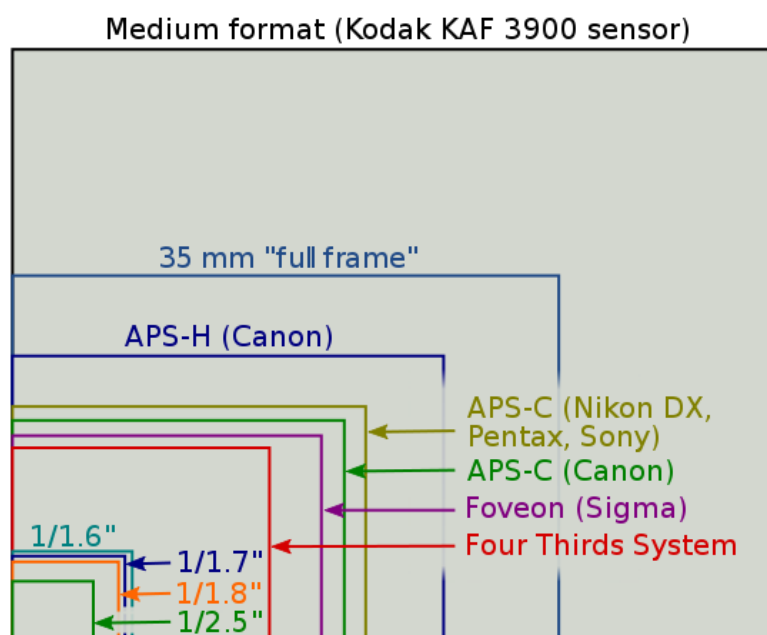 Medium format (Kodak KAF 3900 sensor)
35 mm "full frame"
APS-H (Canon)
APS-C (Nikon DX,
Pentax, Sony)
APS-C (Canon)
Foveon (Sigma)
Four Thirds System
1/1.6"
1/1.7"
1/1.8"
1/2.5"